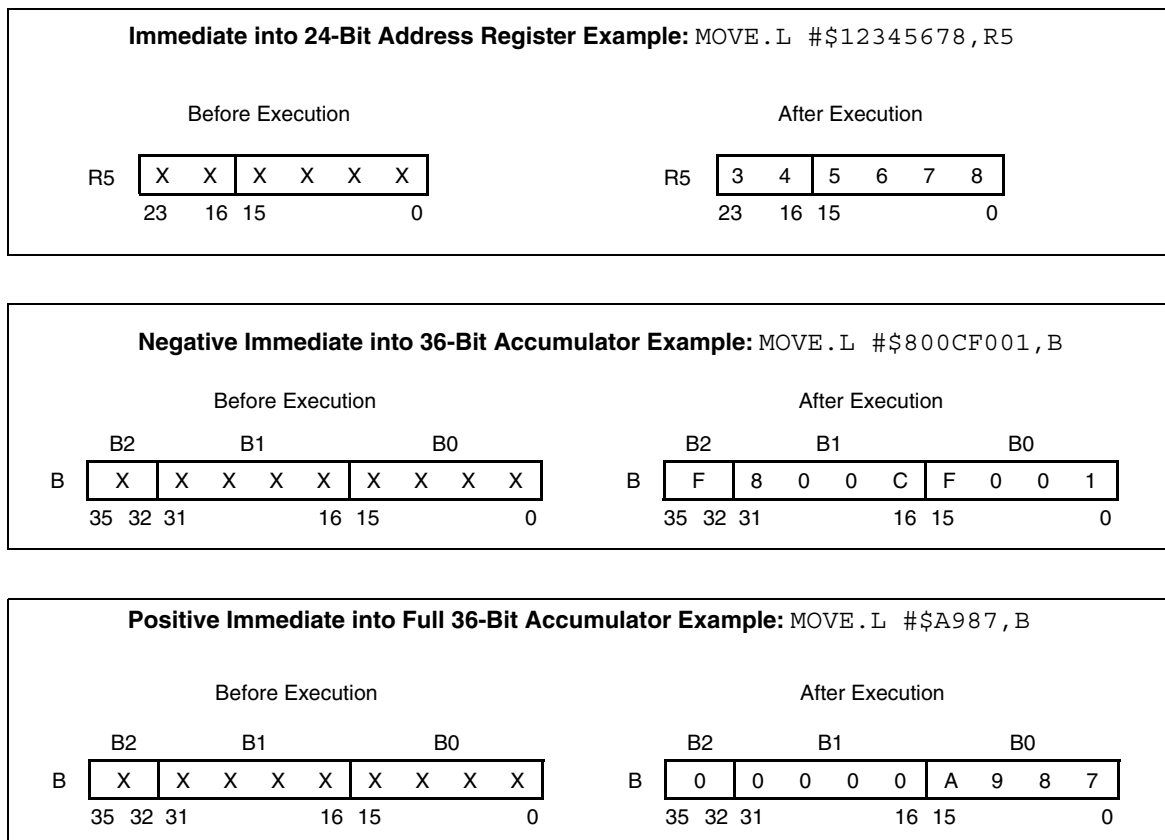 Immediate into 24-Bit Address Register Example: MOVE.L #$12345678,R5
Before Execution After Execution
R5 X X X X X X R5 3 4 5 6 7 8
23 16 15 0 23 16 15 0
Negative Immediate into 36-Bit Accumulator Example: MOVE.L #$800CF001,B
Before Execution After Execution
B2 B1 B0 B2 B1 B0
B X X X X X X X X X B F 8 0 0 C F 0 0 1
35 32 31 16 15 0 35 32 31 16 15 0
Positive Immediate into Full 36-Bit Accumulator Example: MOVE.L #$A987,B
Before Execution After Execution
B2 B1 B0 B2 B1 B0
B X X X X X X X X X B 0 0 0 0 0 A 9 8 7
35 32 31 16 15 0 35 32 31 16 15 0